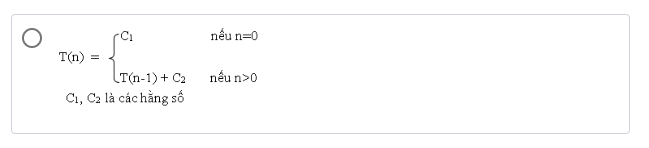 C₁ nếu n=0
T(n) =
T(n-1) + C₂ nếu n>0
C₁, C₂ là các hằng số